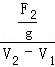 F₂
g
V₂ − V₁